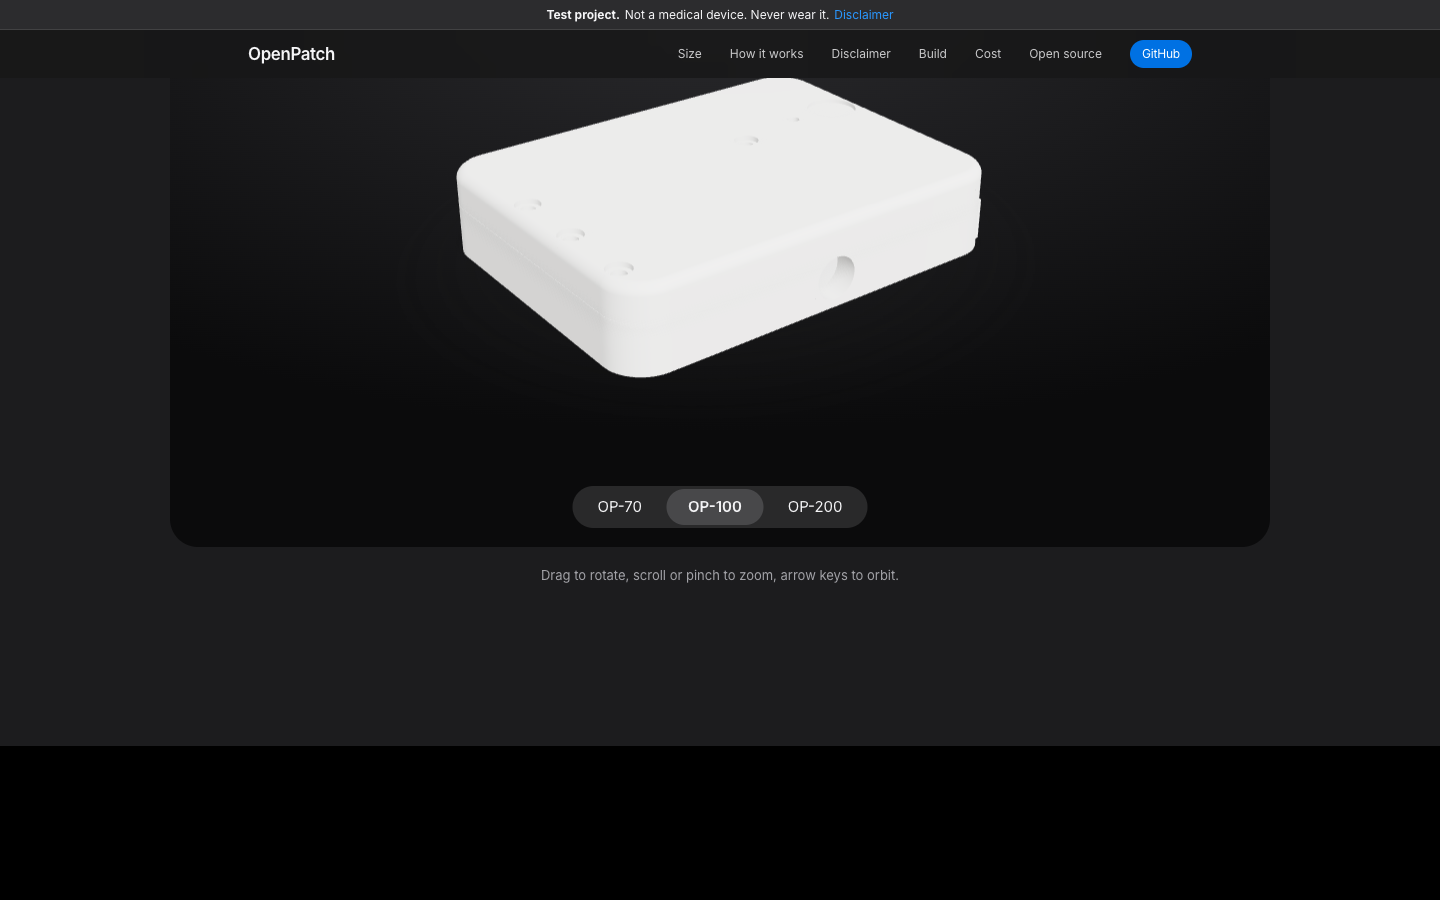 Test project. Not a medical device. Never wear it. Disclaimer
OpenPatch Size How it works Disclaimer Build Cost Open source GitHub
OP-70 OP-100 OP-200
Drag to rotate, scroll or pinch to zoom, arrow keys to orbit.